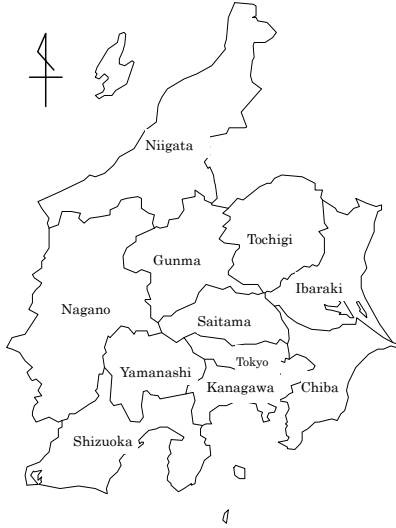 Niigata
Tochigi
Gunma
Ibaraki
Nagano
Saitama
Tokyo
Yamanashi
Kanagawa
Chiba
Shizuoka